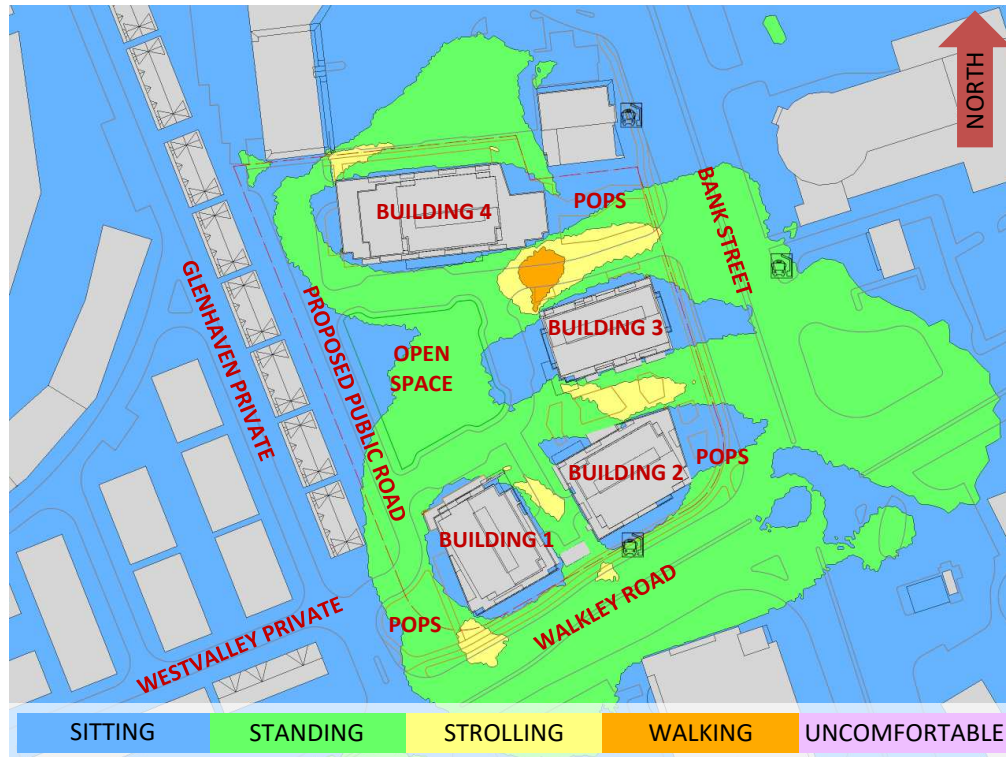 NORTH
BUILDING 4
POPS
BANK STREET
GLENHAVEN PRIVATE
PROPOSED PUBLIC ROAD
BUILDING 3
OPEN
SPACE
BUILDING 2
POPS
BUILDING 1
WALKLEY ROAD
POPS
WESTVALLEY PRIVATE
SITTING
STANDING
STROLLING
WALKING
UNCOMFORTABLE